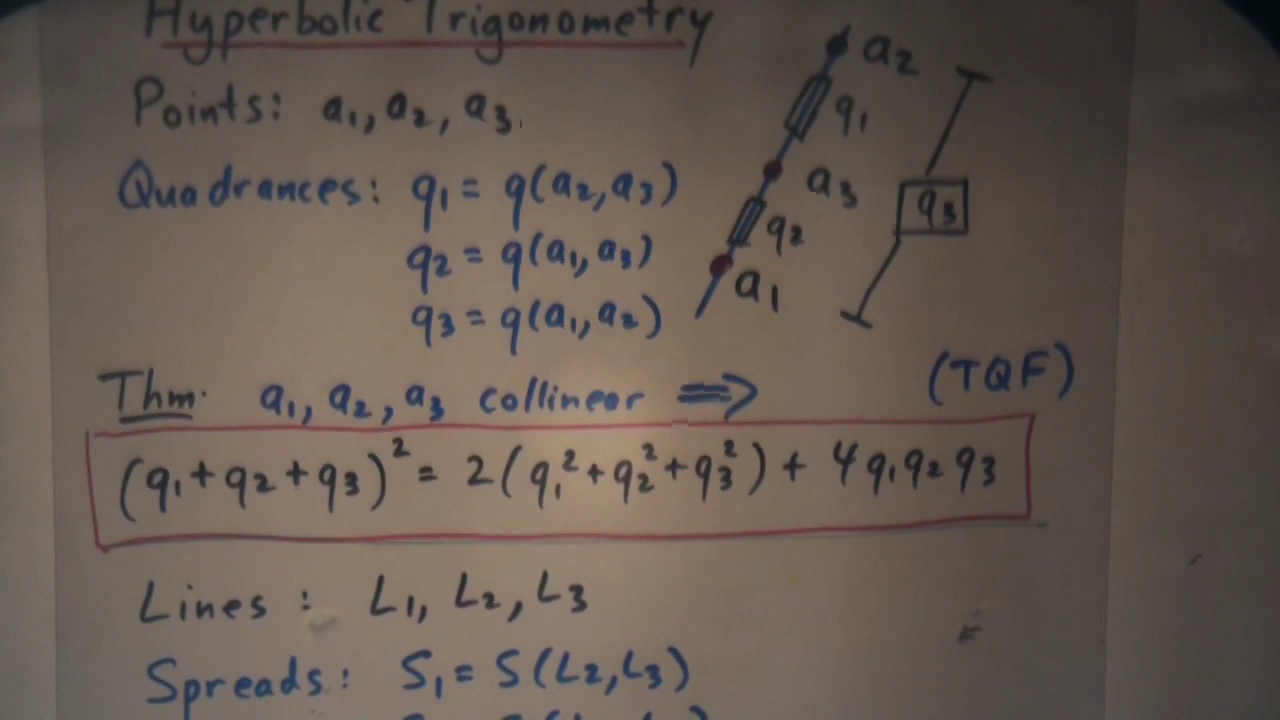 Hyperbolic Trigonometry
Points: a₁, a₂, a₃.
Quadrances: q₁ = q(a₂, a₃)
q₂ = q(a₁, a₃)
q₃ = q(a₁, a₂)
a₂
q₁
a₃
q₃
q₂
a₁
Thm. a₁, a₂, a₃ collinear ⟹ (TQF)
(q₁+q₂+q₃)² = 2(q₁²+q₂²+q₃²) + 4q₁q₂q₃
Lines: L₁, L₂, L₃
Spreads: S₁ = S(L₂, L₃)